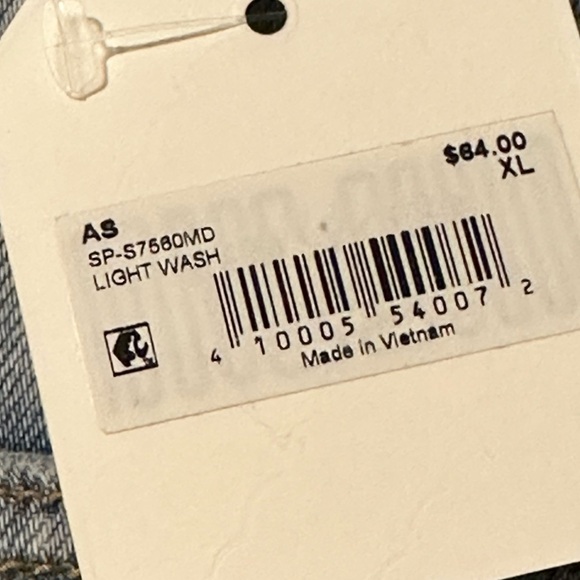 $64.00
XL
AS
SP-S7560MD
LIGHT WASH
4 10005 54007 2
Made in Vietnam